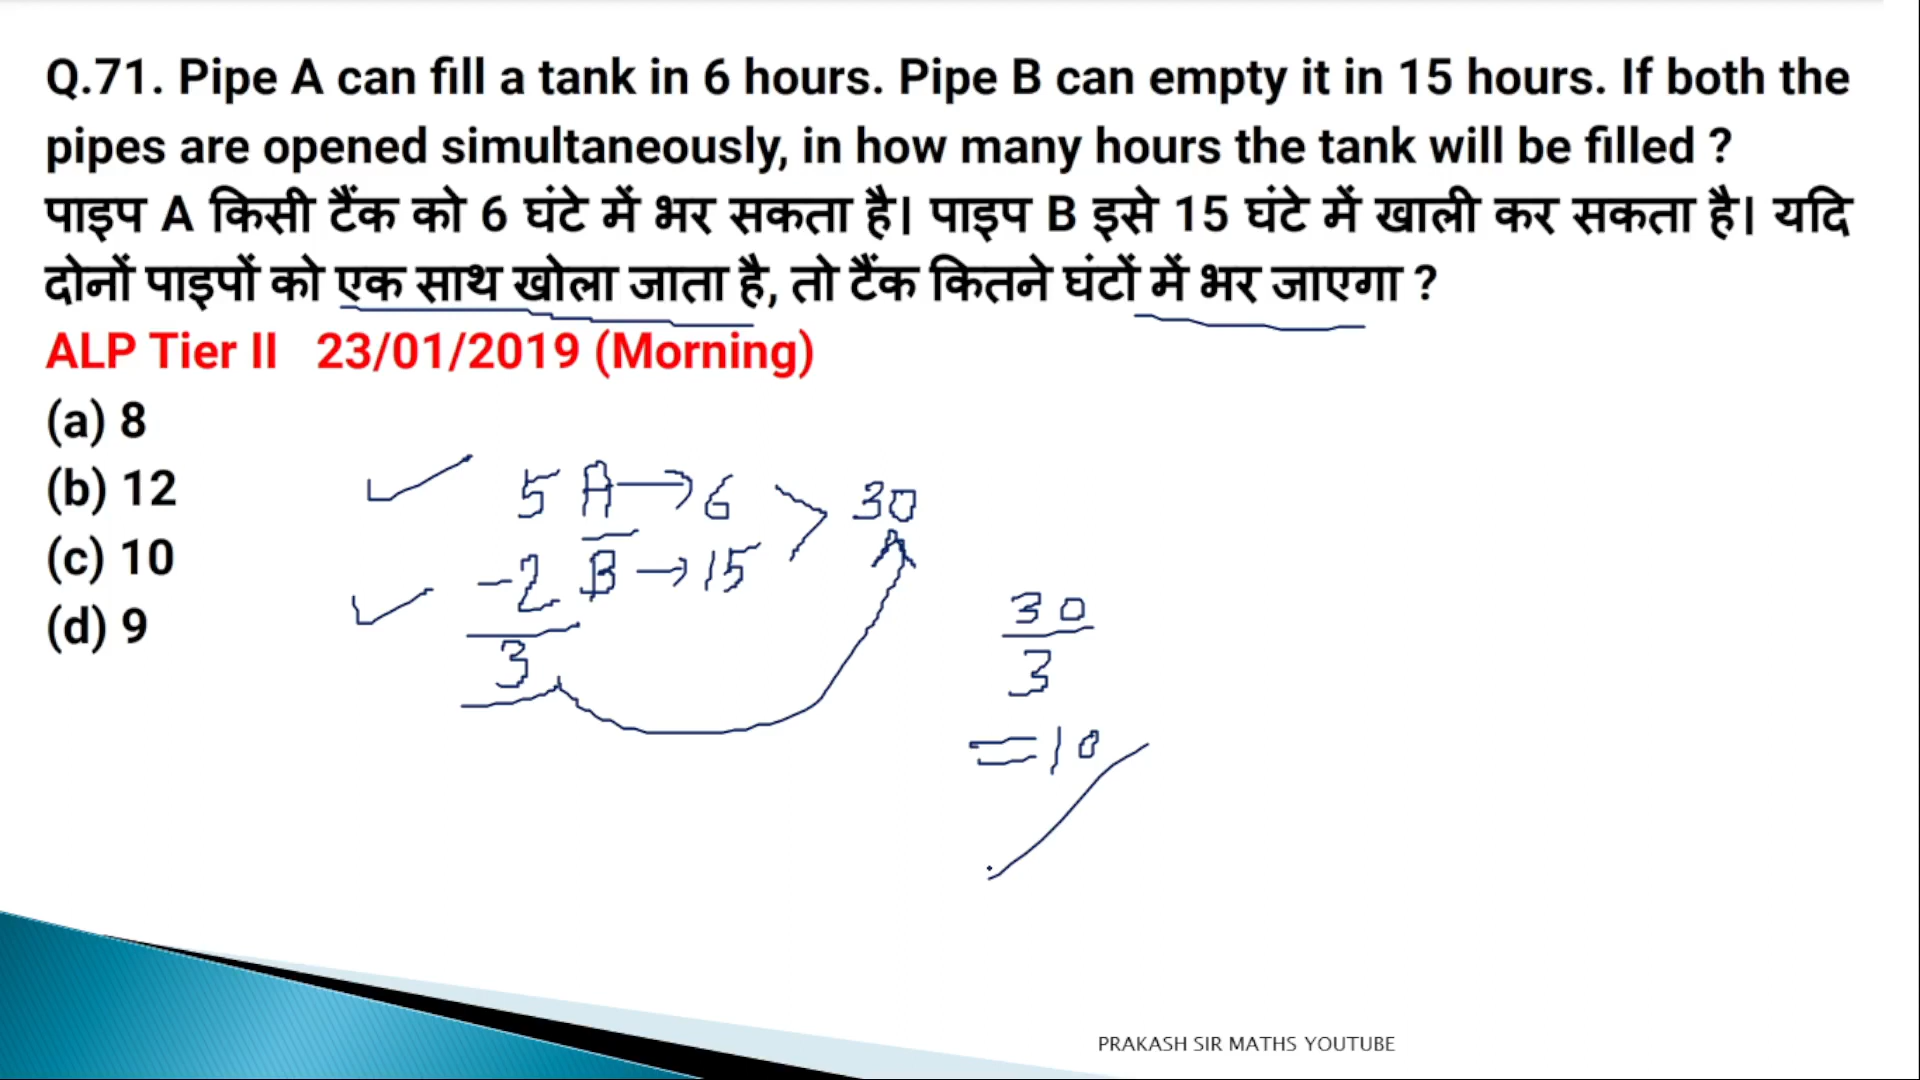 Q.71. Pipe A can fill a tank in 6 hours. Pipe B can empty it in 15 hours. If both the
pipes are opened simultaneously, in how many hours the tank will be filled ?
पाइप A किसी टैंक को 6 घंटे में भर सकता है। पाइप B इसे 15 घंटे में खाली कर सकता है। यदि
दोनों पाइपों को एक साथ खोला जाता है, तो टैंक कितने घंटों में भर जाएगा ?
ALP Tier II 23/01/2019 (Morning)
(a) 8
(b) 12
(c) 10
(d) 9
5 A → 6 > 30
-2 B → 15
3
30
3
= 10
PRAKASH SIR MATHS YOUTUBE